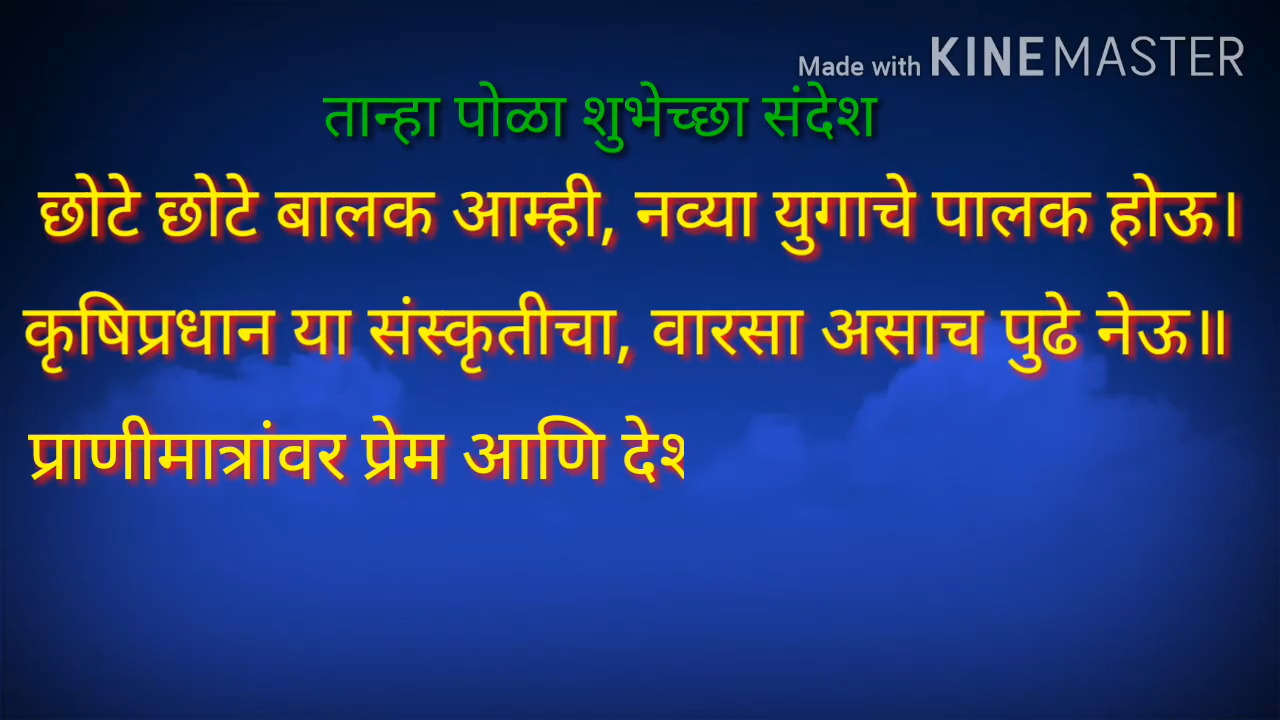 Made with KINEMASTER
तान्हा पोळा शुभेच्छा संदेश
छोटे छोटे बालक आम्ही, नव्या युगाचे पालक होऊ।
कृषिप्रधान या संस्कृतीचा, वारसा असाच पुढे नेऊ॥
प्राणीमात्रांवर प्रेम आणि